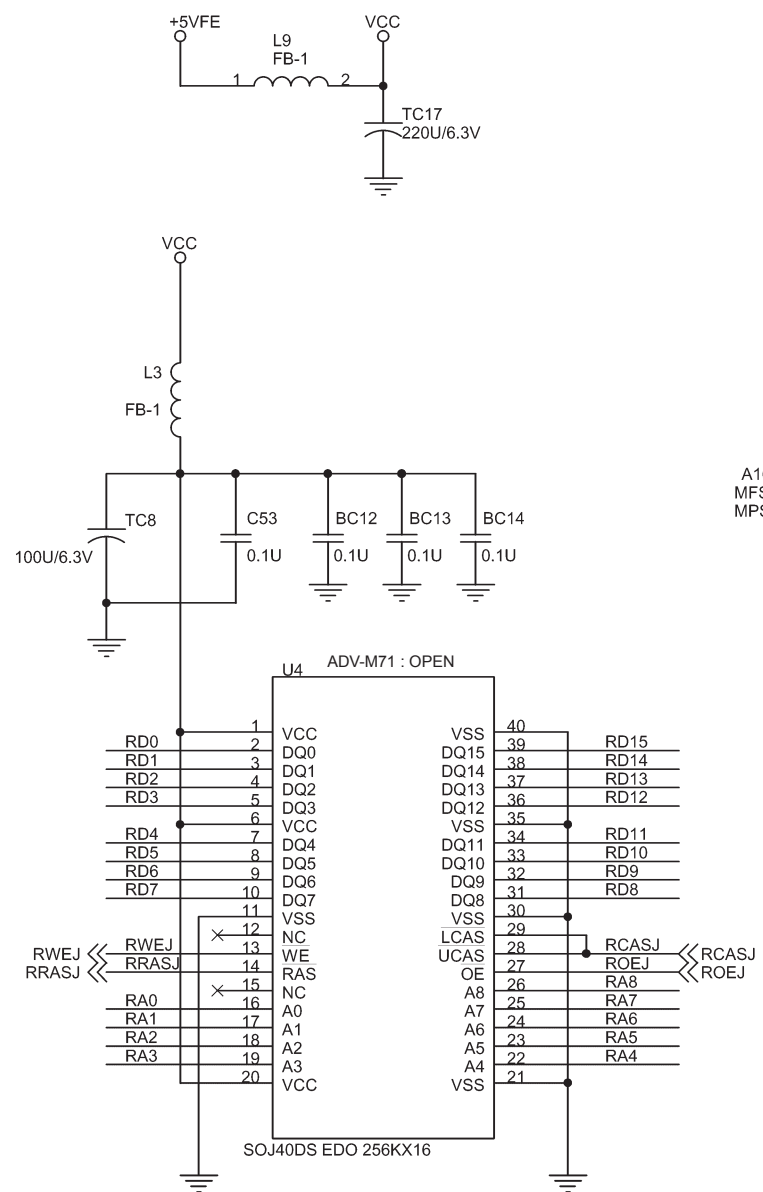 +5VFE
VCC
L9
FB-1
1
2
TC17
220U/6.3V
VCC
L3
FB-1
A1
MFS
MPS
TC8
C53
BC12
BC13
BC14
100U/6.3V
0.1U
0.1U
0.1U
0.1U
ADV-M71 : OPEN
U4
1 VCC VSS 40
RD0 2 DQ0 DQ15 39 RD15
RD1 3 DQ1 DQ14 38 RD14
RD2 4 DQ2 DQ13 37 RD13
RD3 5 DQ3 DQ12 36 RD12
6 VCC VSS 35
RD4 7 DQ4 DQ11 34 RD11
RD5 8 DQ5 DQ10 33 RD10
RD6 9 DQ6 DQ9 32 RD9
RD7 10 DQ7 DQ8 31 RD8
11 VSS VSS 30
12 NC LCAS 29
RWEJ RWEJ 13 WE UCAS 28 RCASJ RCASJ
RRASJ RRASJ 14 RAS OE 27 ROEJ ROEJ
15 NC A8 26 RA8
RA0 16 A0 A7 25 RA7
RA1 17 A1 A6 24 RA6
RA2 18 A2 A5 23 RA5
RA3 19 A3 A4 22 RA4
20 VCC VSS 21
SOJ40DS EDO 256KX16